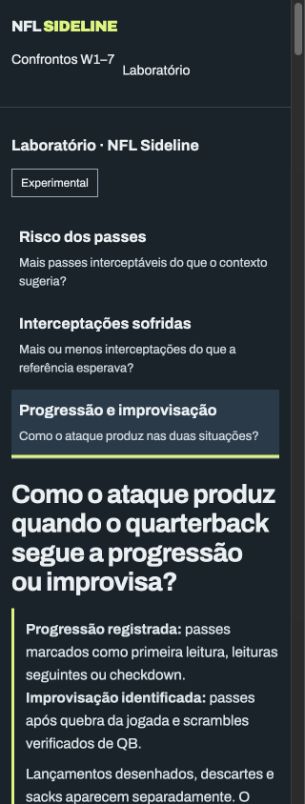 NFL SIDELINE
Confrontos W1–7
Laboratório
Laboratório · NFL Sideline
Experimental
Risco dos passes
Mais passes interceptáveis do que o contexto
sugeria?
Interceptações sofridas
Mais ou menos interceptações do que a
referência esperava?
Progressão e improvisação
Como o ataque produz nas duas situações?
Como o ataque produz
quando o quarterback
segue a progressão
ou improvisa?
Progressão registrada: passes
marcados como primeira leitura, leituras
seguintes ou checkdown.
Improvisação identificada: passes
após quebra da jogada e scrambles
verificados de QB.
Lançamentos desenhados, descartes e
sacks aparecem separadamente. O